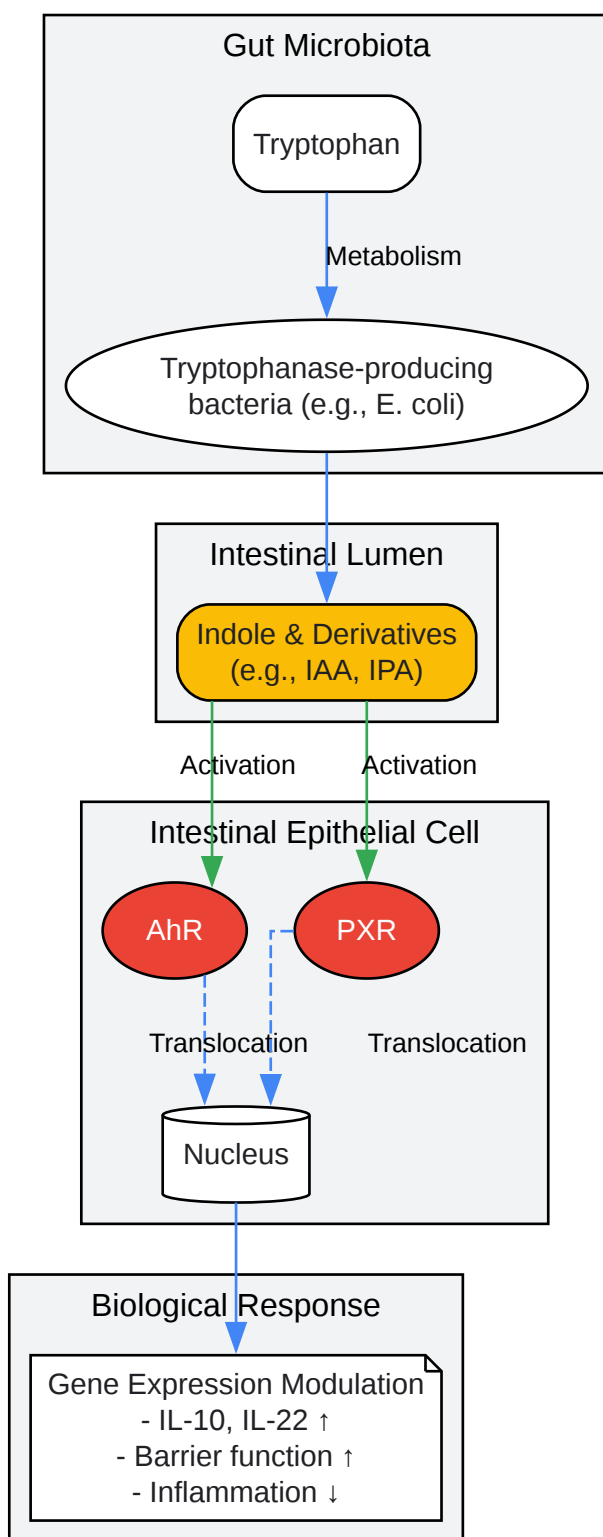 Gut Microbiota
Tryptophan
Metabolism
Tryptophanase-producing
bacteria (e.g., E. coli)
Intestinal Lumen
Indole & Derivatives
(e.g., IAA, IPA)
Activation
Activation
Intestinal Epithelial Cell
AhR
PXR
Translocation
Translocation
Nucleus
Biological Response
Gene Expression Modulation
- IL-10, IL-22 ↑
- Barrier function ↑
- Inflammation ↓